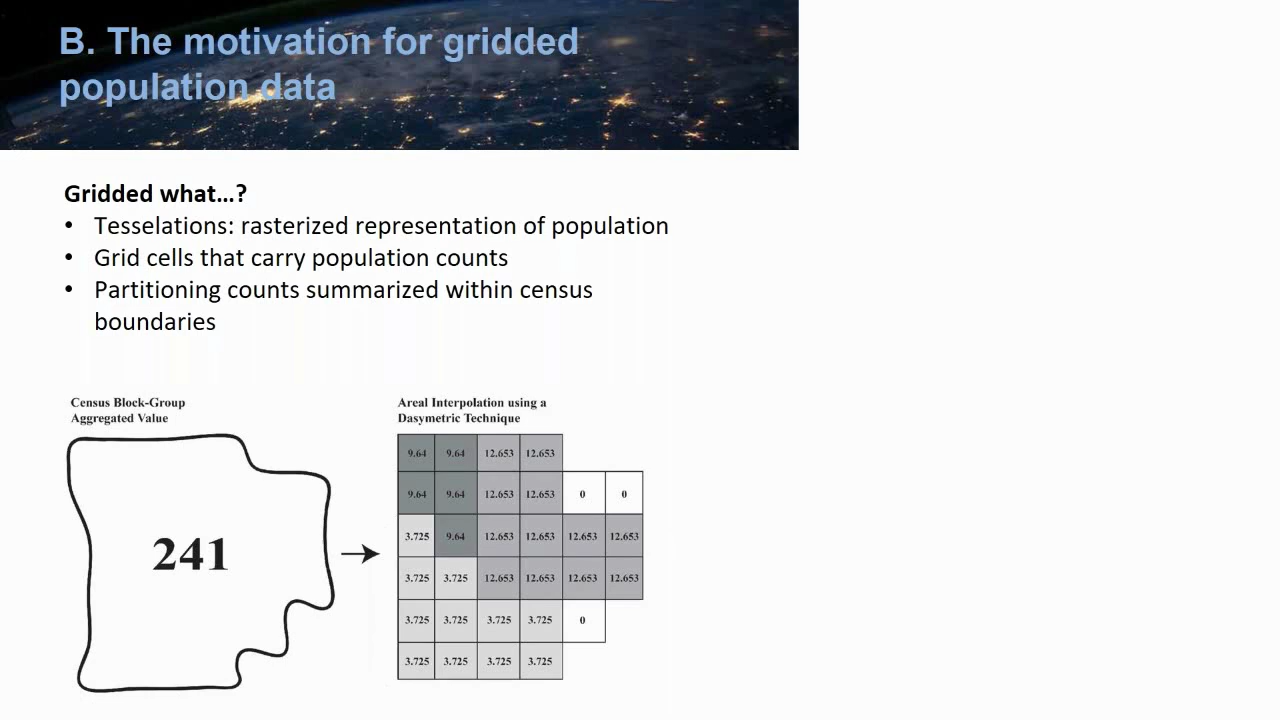 B. The motivation for gridded
population data
Gridded what...?
• Tesselations: rasterized representation of population
• Grid cells that carry population counts
• Partitioning counts summarized within census
boundaries
Census Block-Group
Aggregated Value
241
Areal Interpolation using a
Dasymetric Technique
9.64 9.64 12.653 12.653
9.64 9.64 12.653 12.653 0 0
3.725 9.64 12.653 12.653 12.653 12.653
3.725 3.725 12.653 12.653 12.653 12.653
3.725 3.725 3.725 3.725 0
3.725 3.725 3.725 3.725